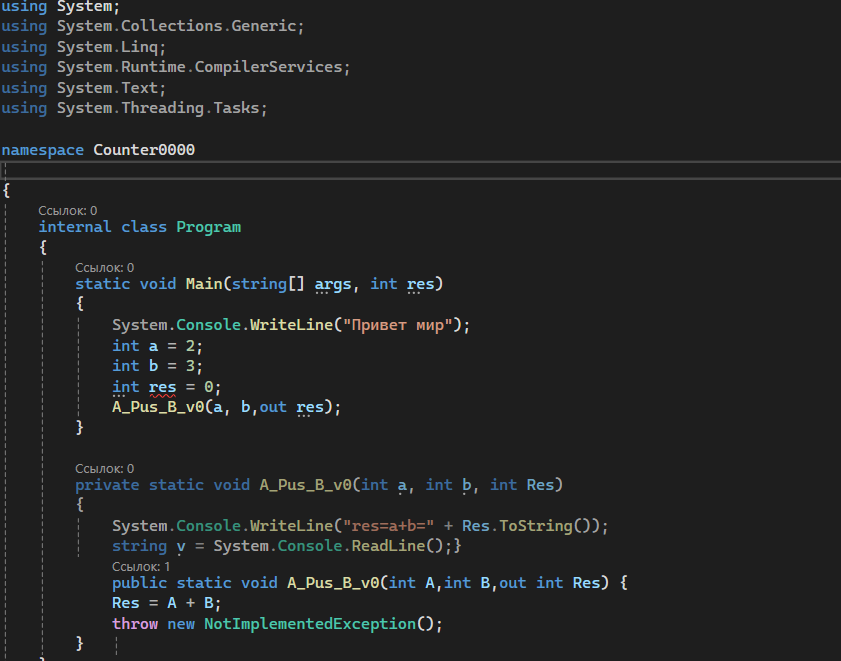 using System;
using System.Collections.Generic;
using System.Linq;
using System.Runtime.CompilerServices;
using System.Text;
using System.Threading.Tasks;
namespace Counter0000
{
Ссылок: 0
internal class Program
{
Ссылок: 0
static void Main(string[] args, int res)
{
System.Console.WriteLine("Привет мир");
int a = 2;
int b = 3;
int res = 0;
A_Pus_B_v0(a, b,out res);
}
Ссылок: 0
private static void A_Pus_B_v0(int a, int b, int Res)
{
System.Console.WriteLine("res=a+b=" + Res.ToString());
string v = System.Console.ReadLine();}
Ссылок: 1
public static void A_Pus_B_v0(int A,int B,out int Res) {
Res = A + B;
throw new NotImplementedException();
}